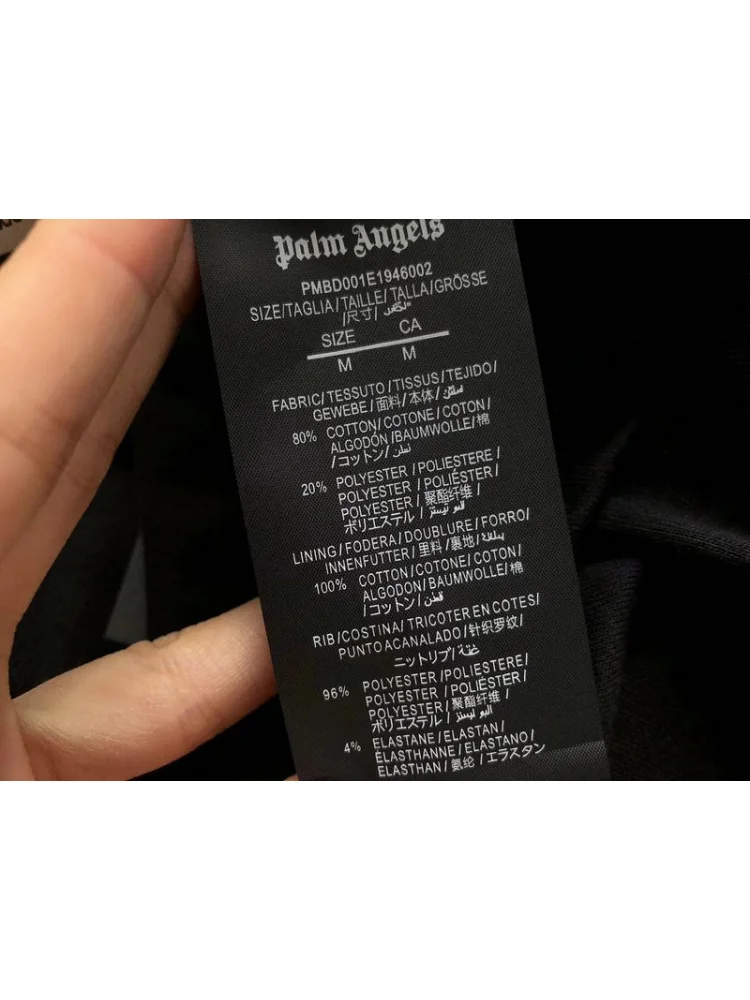 Palm Angels
PMBD001E1946002
SIZE/TAGLIA/TAILLE/TALLA/GRÖSSE
/尺寸/
SIZE CA
M M
FABRIC/TESSUTO/TISSUS/TEJIDO/
GEWEBE/面料/本体/
80% COTTON/COTONE/COTON/
ALGODÓN/BAUMWOLLE/棉
/コットン/
20% POLYESTER/POLIESTERE/
POLYESTER/POLIÉSTER/
POLYESTER/聚酯纤维/
ポリエステル/
LINING/FODERA/DOUBLURE/FORRO/
INNENFUTTER/里料/裏地/
100% COTTON/COTONE/COTON/
ALGODON/BAUMWOLLE/棉
/コットン/قطن
RIB/COSTINA/TRICOTER EN COTES/
PUNTO ACANALADO/针织罗纹/
ニットリブ/
96% POLYESTER/POLIESTERE/
POLYESTER/POLIÉSTER/
POLYESTER/聚酯纤维/
ポリエステル/
4% ELASTANE/ELASTAN/
ÉLASTHANNE/ELASTANO/
ELASTHAN/氨纶/エラスタン